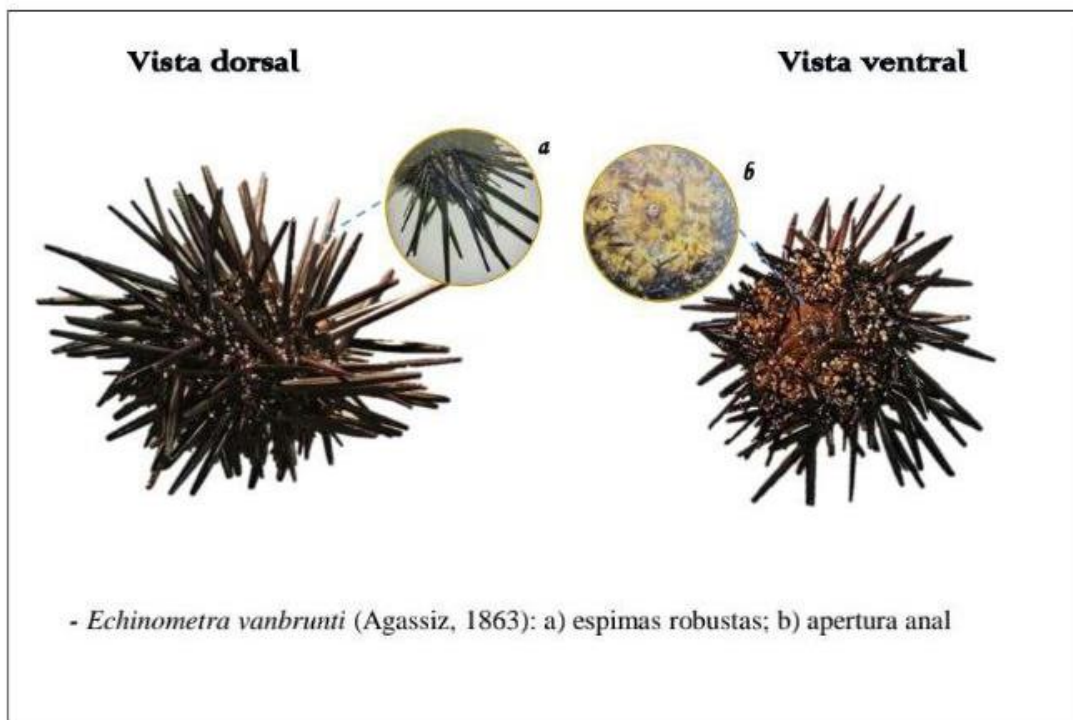 Vista dorsal
Vista ventral
a
b
- Echinometra vanbrunti (Agassiz, 1863): a) espimas robustas; b) apertura anal